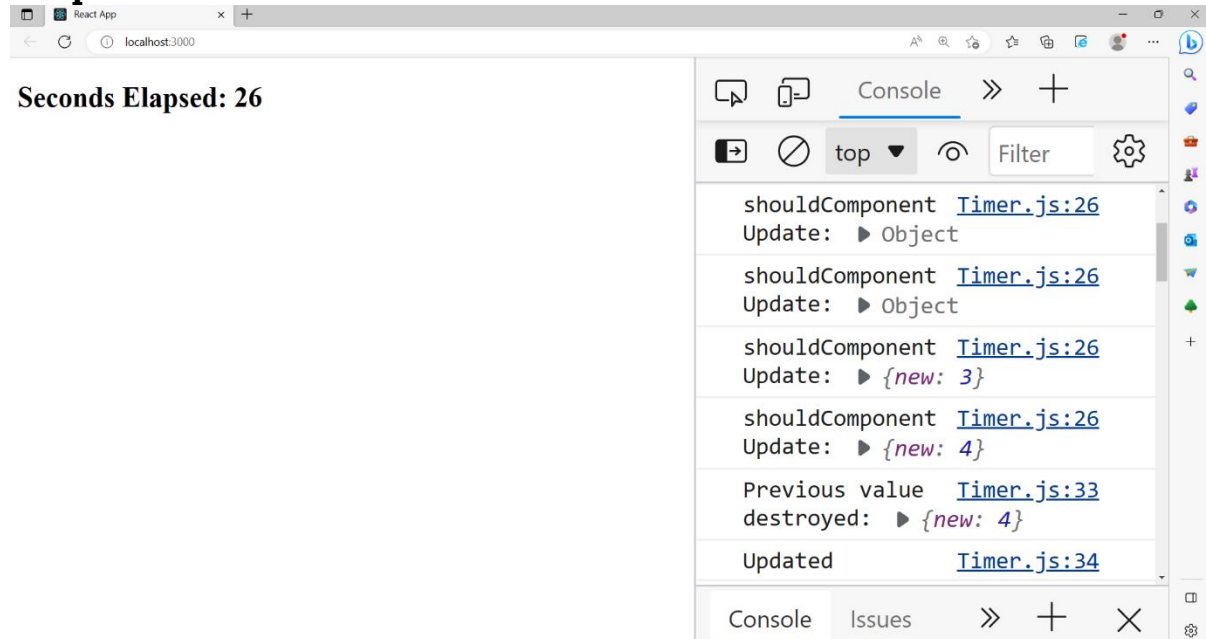 React App
localhost:3000
Seconds Elapsed: 26
Console
top
Filter
shouldComponent Timer.js:26
Update: ▶ Object
shouldComponent Timer.js:26
Update: ▶ Object
shouldComponent Timer.js:26
Update: ▶ {new: 3}
shouldComponent Timer.js:26
Update: ▶ {new: 4}
Previous value Timer.js:33
destroyed: ▶ {new: 4}
Updated Timer.js:34
Console Issues